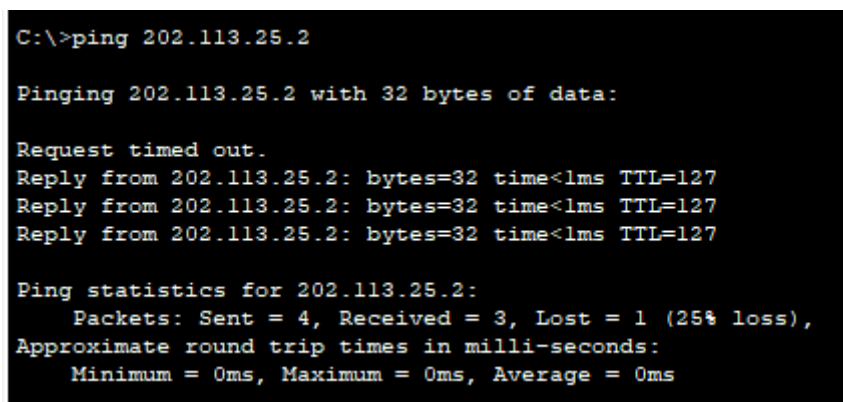 C:\>ping 202.113.25.2
Pinging 202.113.25.2 with 32 bytes of data:
Request timed out.
Reply from 202.113.25.2: bytes=32 time<1ms TTL=127
Reply from 202.113.25.2: bytes=32 time<1ms TTL=127
Reply from 202.113.25.2: bytes=32 time<1ms TTL=127
Ping statistics for 202.113.25.2:
    Packets: Sent = 4, Received = 3, Lost = 1 (25% loss),
Approximate round trip times in milli-seconds:
    Minimum = 0ms, Maximum = 0ms, Average = 0ms